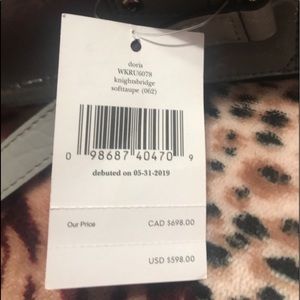 doris
WKRU6078
knightsbridge
softtaupe (062)
0 98687 40470 9
debuted on 05-31-2019
Our Price CAD $698.00
USD $598.00